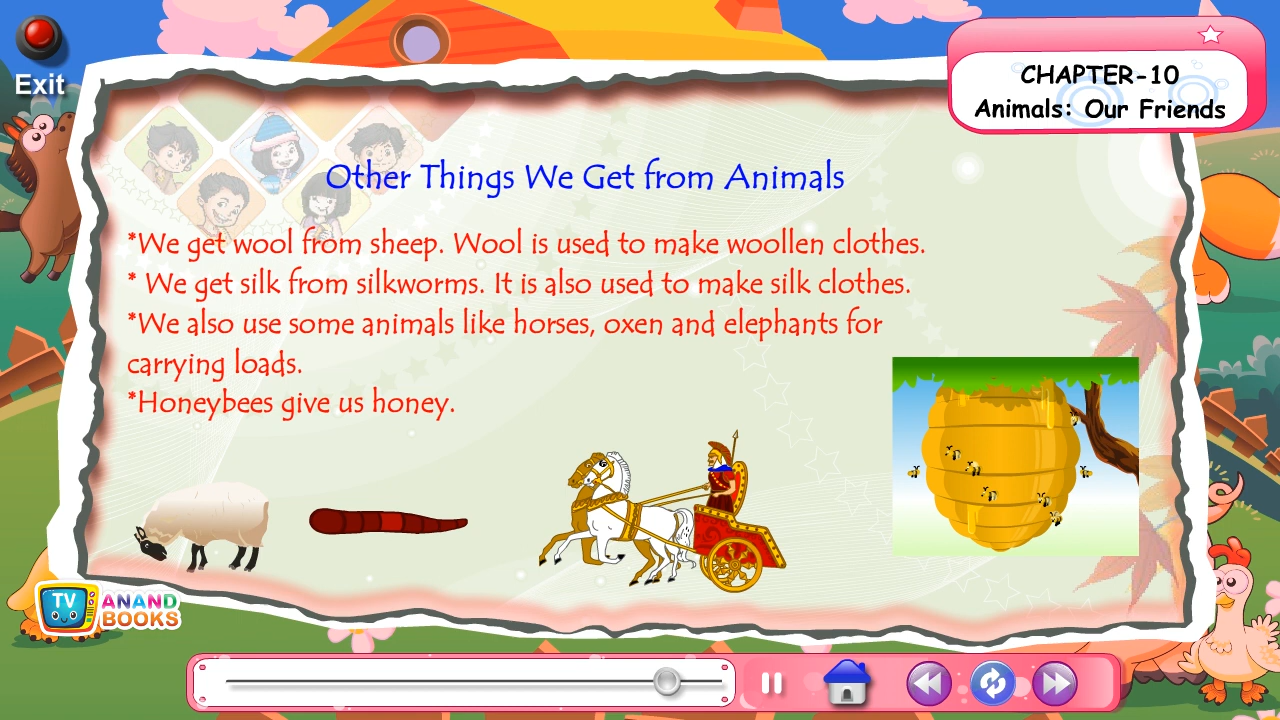 Exit
CHAPTER-10
Animals: Our Friends
Other Things We Get from Animals
*We get wool from sheep. Wool is used to make woollen clothes.
* We get silk from silkworms. It is also used to make silk clothes.
*We also use some animals like horses, oxen and elephants for
carrying loads.
*Honeybees give us honey.
TV
ANAND
BOOKS